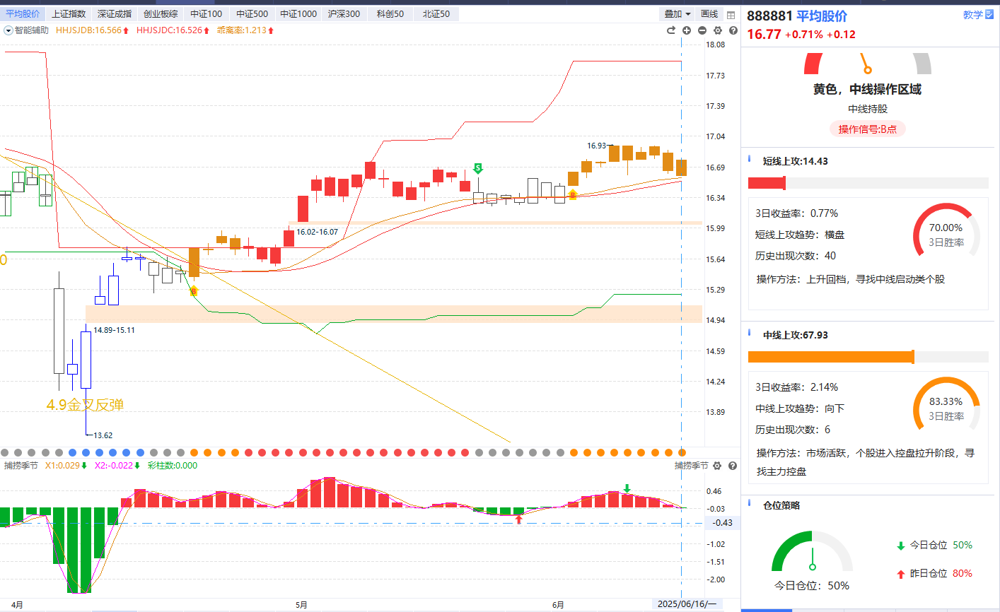 平均股价 上证指数 深证成指 创业板综 中证100 中证500 中证1000 沪深300 科创50 北证50 叠加 画线
智能辅助 HHJSJDB:16.566 HHJSJDC:16.526 乖离率:1.213
18.08
17.73
17.39
17.04
16.93
16.69
S
B
16.34
16.02-16.07
15.99
15.64
0
B
15.29
14.94
14.89-15.11
14.59
14.24
4.9金叉反弹
13.89
13.62
捕捞季节 X1:0.029 X2:-0.022 彩柱数:0.000 捕捞季节
0.46
-0.03
-0.43
-1.02
-1.51
-2.00
4月 5月 6月 2025/06/16/一
888881 平均股价 教学
16.77 +0.71% +0.12
黄色，中线操作区域
中线持股
操作信号:B点
短线上攻:14.43
3日收益率：0.77%
短线上攻趋势：横盘
历史出现次数：40
70.00%
3日胜率
操作方法：上升回档，寻找中线启动类个股
中线上攻:67.93
3日收益率：2.14%
中线上攻趋势：向下
历史出现次数：6
83.33%
3日胜率
操作方法：市场活跃，个股进入控盘拉升阶段，寻
找主力控盘
仓位策略
今日仓位 50%
昨日仓位 80%
今日仓位：50%